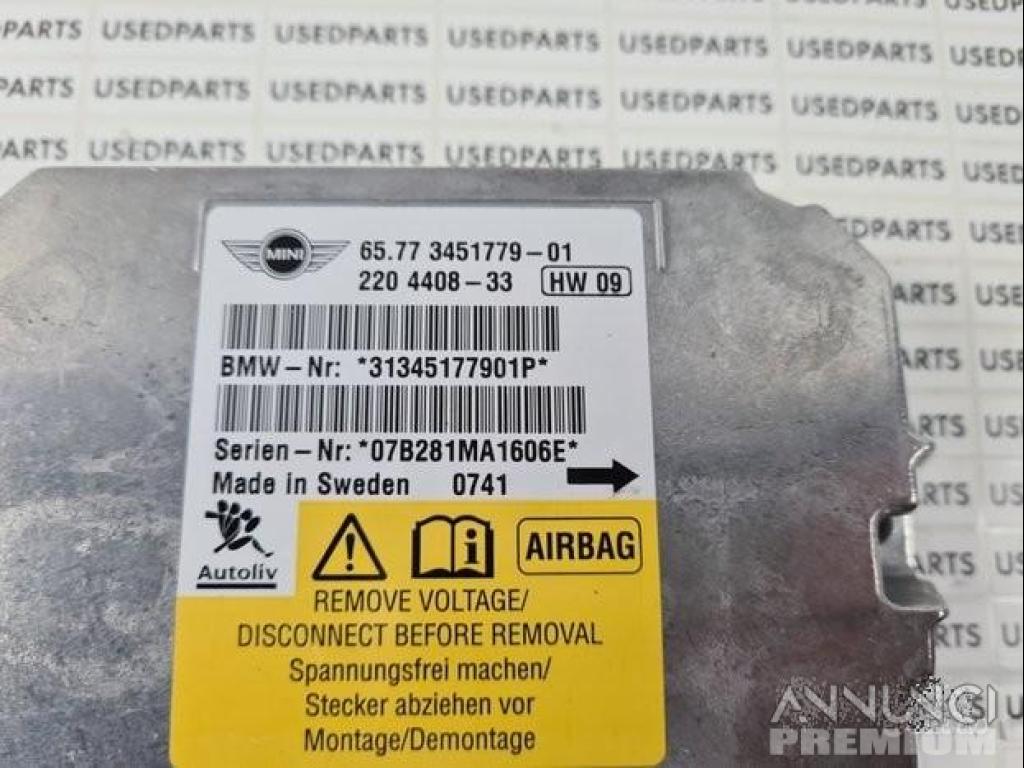 USEDPARTS USEDPARTS USEDPARTS USEDPARTS USEDPARTS
PARTS USEDPARTS USEDPARTS USEDPARTS USEDPARTS USEDPARTS
PARTS USEDPARTS USEDPARTS USEDPARTS USEDPARTS USEDPARTS
MINI
65.77 3451779-01
220 4408-33 HW 09
BMW-Nr: *31345177901P*
Serien-Nr: *07B281MA1606E*
Made in Sweden 0741
Autoliv
AIRBAG
REMOVE VOLTAGE/
DISCONNECT BEFORE REMOVAL
Spannungsfrei machen/
Stecker abziehen vor
Montage/Demontage
ANNUNCI
PREMIUM